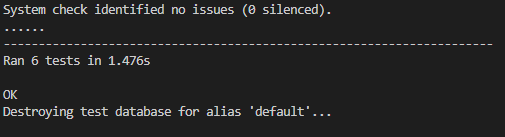 System check identified no issues (0 silenced).
......
----------------------------------------------------------------------
Ran 6 tests in 1.476s

OK
Destroying test database for alias 'default'...